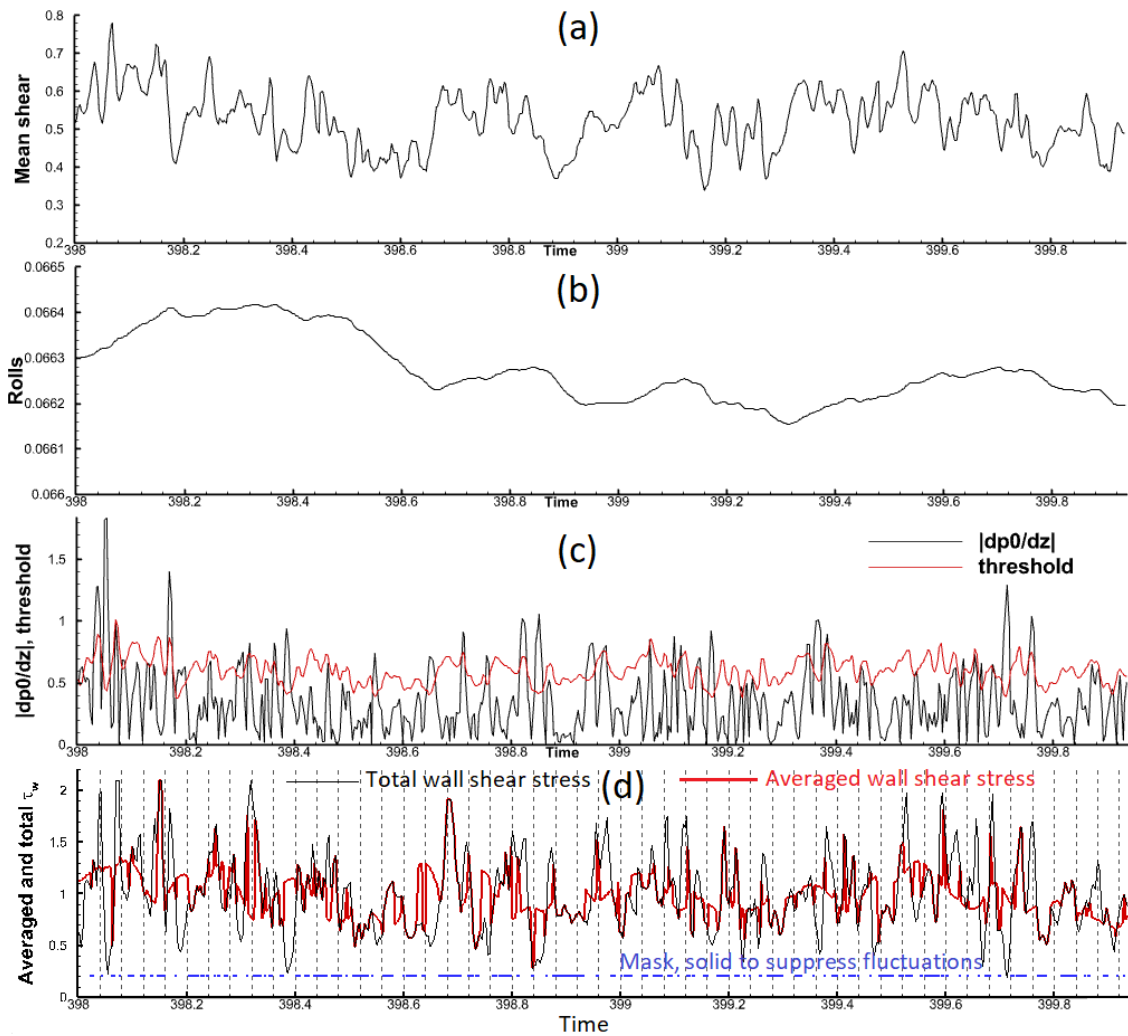 (a)
Mean shear
0.8
0.7
0.6
0.5
0.4
0.3
0.2
398 398.2 398.4 398.6 398.8 399 399.2 399.4 399.6 399.8
Time
(b)
Rolls
0.0665
0.0664
0.0663
0.0662
0.0661
0.066
398 398.2 398.4 398.6 398.8 399 399.2 399.4 399.6 399.8
Time
(c)
|dp0/dz|
threshold
|dp0/dz|, threshold
1.5
1
0.5
0
398 398.2 398.4 398.6 398.8 399 399.2 399.4 399.6 399.8
Time
Total wall shear stress
Averaged wall shear stress
(d)
Averaged and total τw
2
1.5
1
0.5
0
Mask, solid to suppress fluctuations
398 398.2 398.4 398.6 398.8 399 399.2 399.4 399.6 399.8
Time